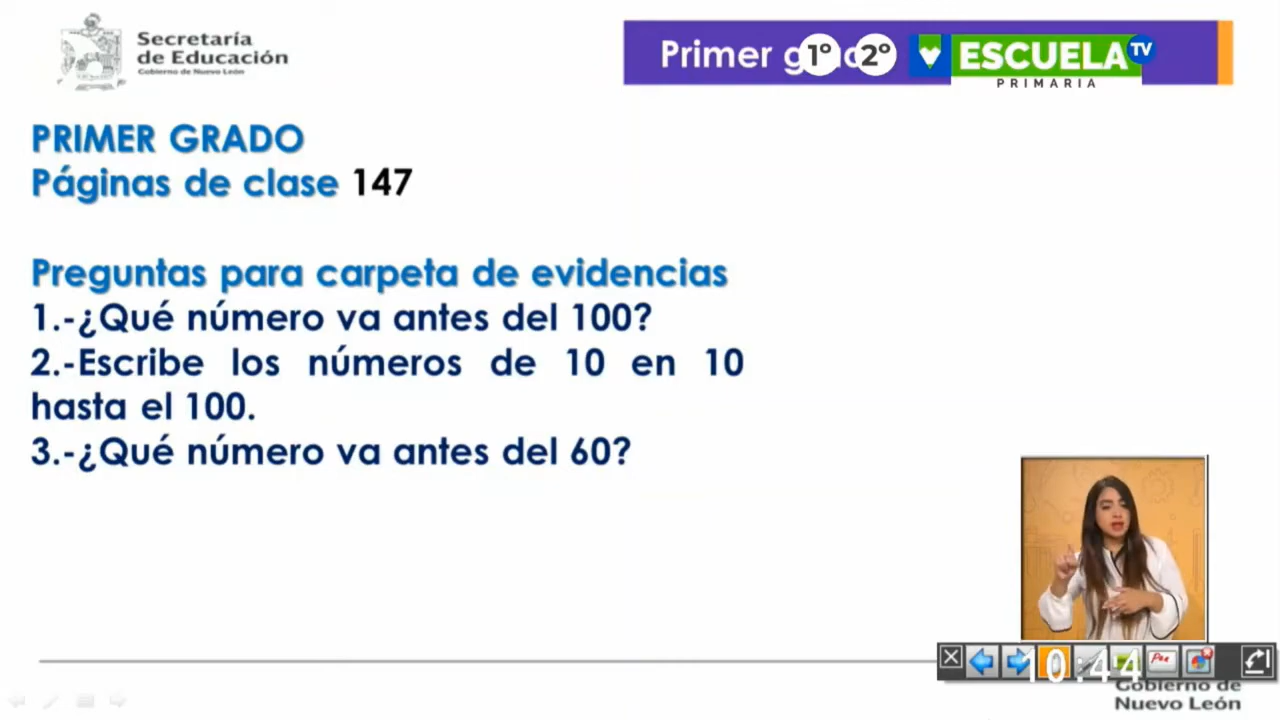 Secretaría
de Educación
Gobierno de Nuevo León
Primer
1° 2° ESCUELA TV
PRIMARIA
PRIMER GRADO
Páginas de clase 147
Preguntas para carpeta de evidencias
1.-¿Qué número va antes del 100?
2.-Escribe los números de 10 en 10
hasta el 100.
3.-¿Qué número va antes del 60?
10:44
Gobierno de
Nuevo León